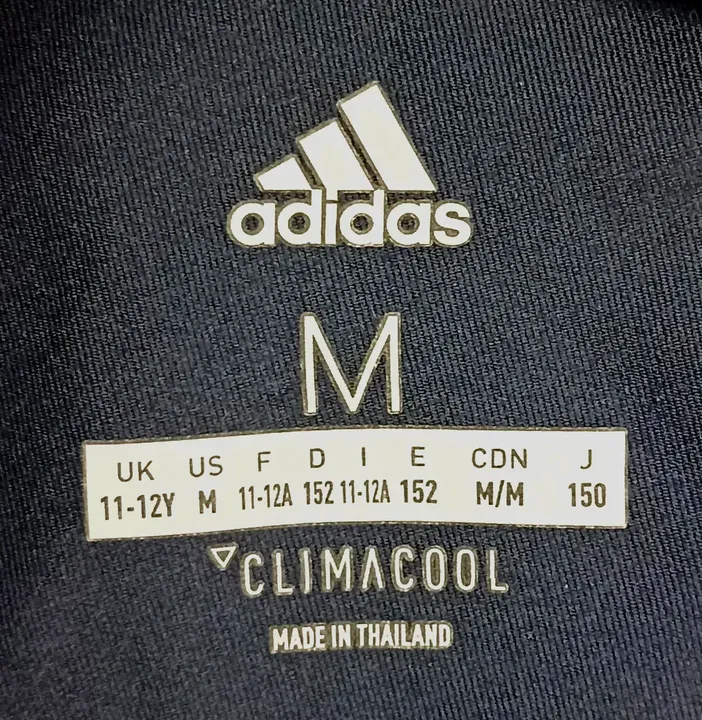 adidas
M
UK US F D I E CDN J
11-12Y M 11-12A 152 11-12A 152 M/M 150
CLIMACOOL
MADE IN THAILAND